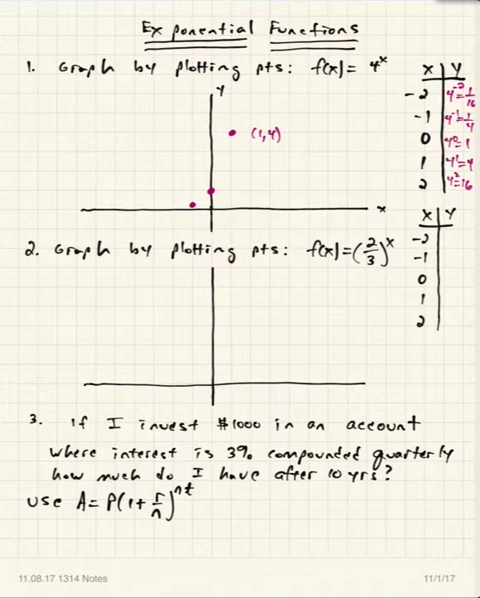 Exponential Functions
1. Graph by plotting pts: f(x) = 4^x
X | Y
-2 | 4^-2 = 1/16
-1 | 4^-1 = 1/4
0 | 4^0 = 1
1 | 4^1 = 4
2 | 4^2 = 16
Y
(1,4)
x
2. Graph by plotting pts: f(x) = (2/3)^x
X | Y
-2
-1
0
1
2
3. If I invest $1000 in an account
where interest is 3% compounded quarterly
how much do I have after 10 yrs?
Use A = P(1 + r/n)^nt
11.08.17 1314 Notes
11/1/17